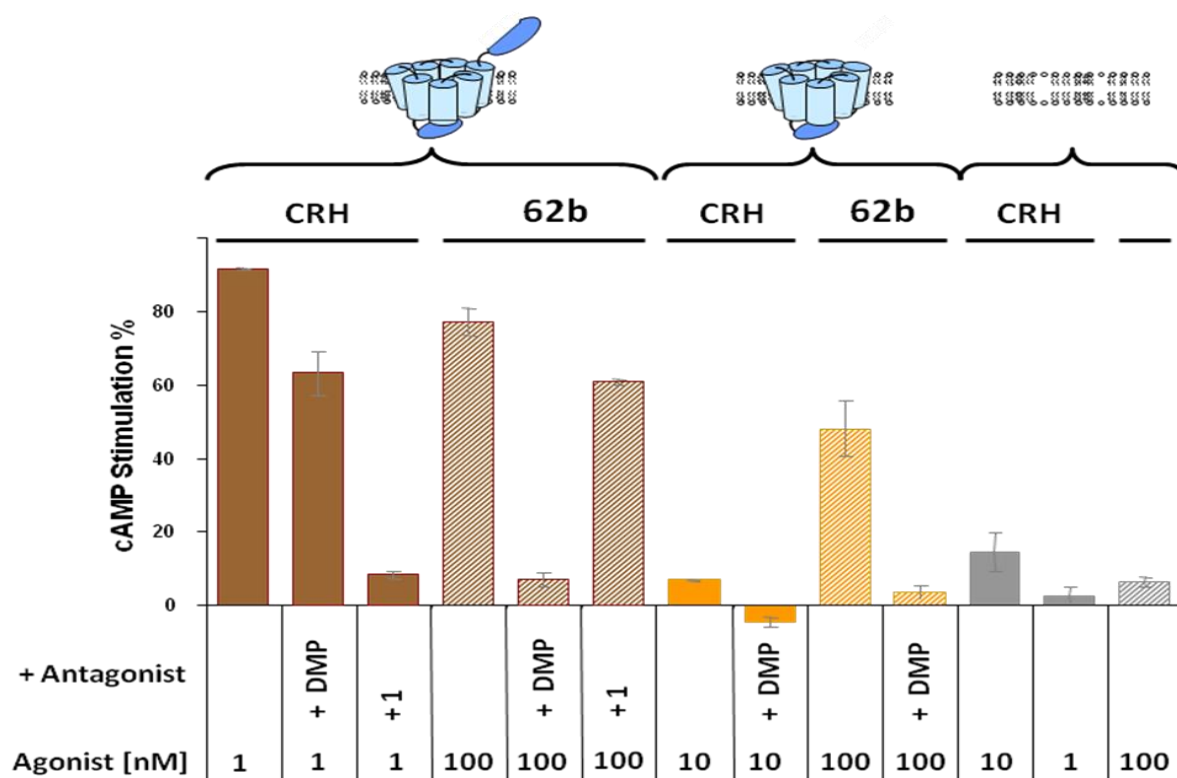 CRH 62b CRH 62b CRH
cAMP Stimulation %
80
60
40
20
0
+ Antagonist + DMP + 1 + DMP + 1 + DMP + DMP
Agonist [nM] 1 1 1 100 100 100 10 10 100 100 10 1 100